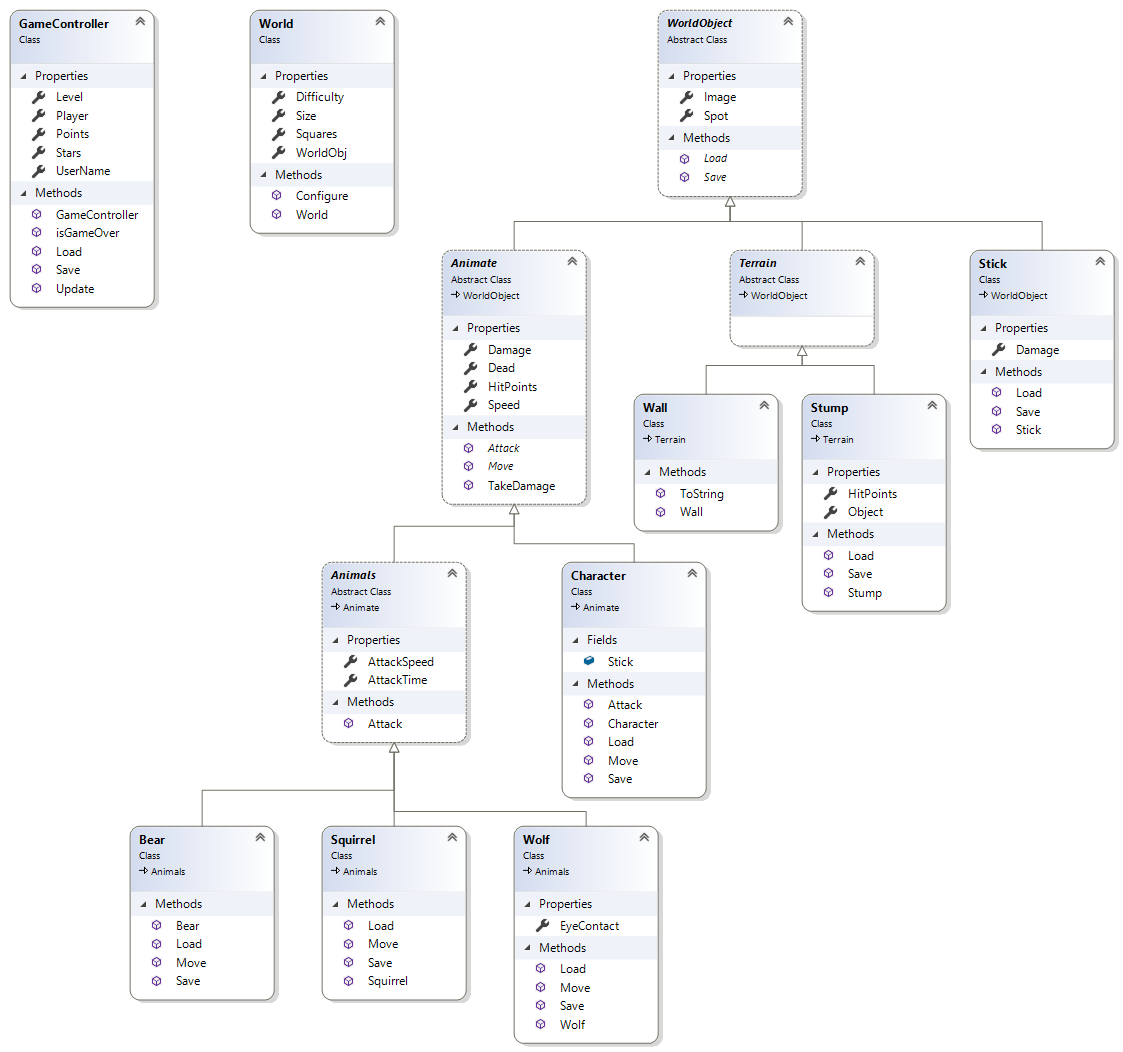 GameController
Class
Properties
Level
Player
Points
Stars
UserName
Methods
GameController
isGameOver
Load
Save
Update
World
Class
Properties
Difficulty
Size
Squares
WorldObj
Methods
Configure
World
WorldObject
Abstract Class
Properties
Image
Spot
Methods
Load
Save
Animate
Abstract Class
WorldObject
Properties
Damage
Dead
HitPoints
Speed
Methods
Attack
Move
TakeDamage
Terrain
Abstract Class
WorldObject
Stick
Class
WorldObject
Properties
Damage
Methods
Load
Save
Stick
Wall
Class
Terrain
Methods
ToString
Wall
Stump
Class
Terrain
Properties
HitPoints
Object
Methods
Load
Save
Stump
Animals
Abstract Class
Animate
Properties
AttackSpeed
AttackTime
Methods
Attack
Character
Class
Animate
Fields
Stick
Methods
Attack
Character
Load
Move
Save
Bear
Class
Animals
Methods
Bear
Load
Move
Save
Squirrel
Class
Animals
Methods
Load
Move
Save
Squirrel
Wolf
Class
Animals
Properties
EyeContact
Methods
Load
Move
Save
Wolf